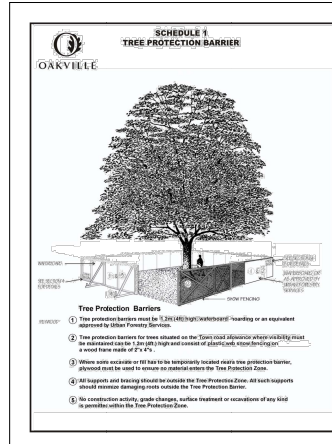 SCHEDULE 1
TREE PROTECTION BARRIER
OAKVILLE
SNOW FENCING
Tree Protection Barriers
1 Tree protection barriers must be 1.2m (4ft) high, waferboard hoarding or an equivalent
approved by Urban Forestry Services.
2 Tree protection barriers for trees situated on the Town road allowance where visibility must
be maintained can be 1.2m (4ft) high and consist of plastic web snow fencing on
a wood frame made of 2"x 4"s .
3 Where some excavate or fill has to be temporarily located near a tree protection barrier,
plywood must be used to ensure no material enters the Tree Protection Zone.
4 All supports and bracing should be outside the Tree Protection Zone. All such supports
should minimize damaging roots outside the Tree Protection Barrier.
5 No construction activity, grade changes, surface treatment or excavations of any kind
is permitted within the Tree Protection Zone.